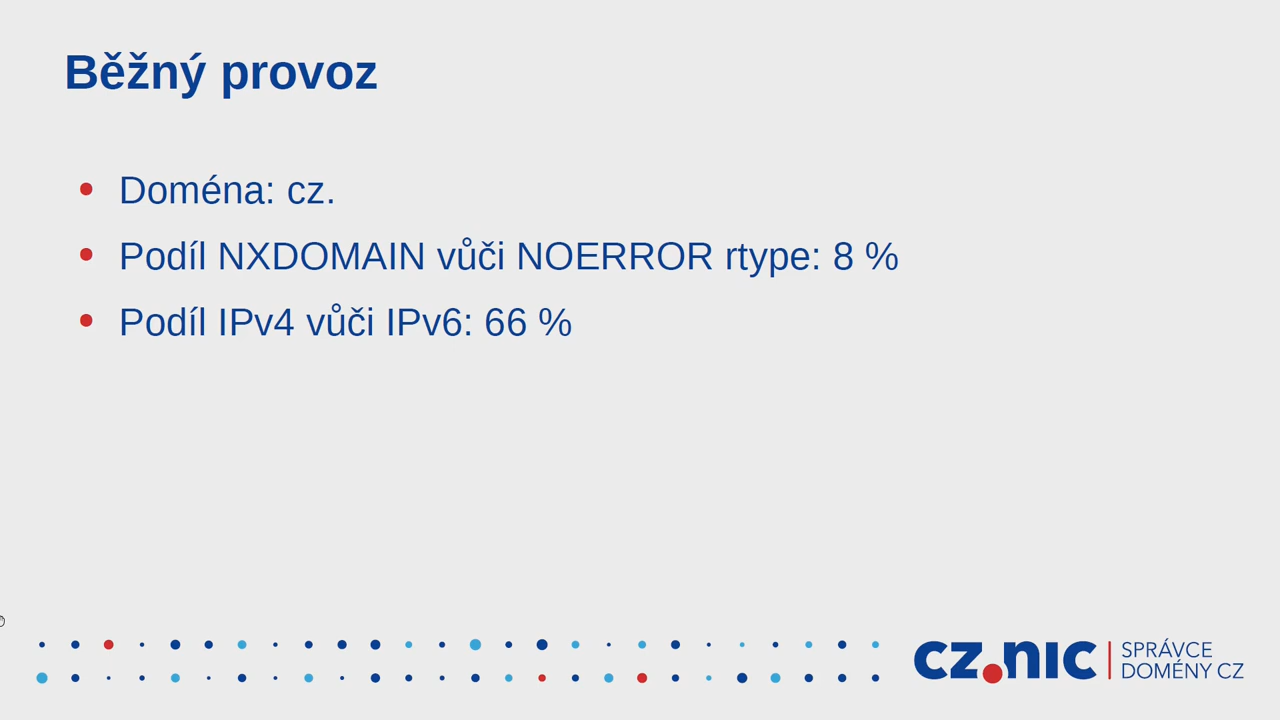 Běžný provoz
Doména: cz.
Podíl NXDOMAIN vůči NOERROR rtype: 8 %
Podíl IPv4 vůči IPv6: 66 %
cz.nic
SPRÁVCE
DOMÉNY CZ